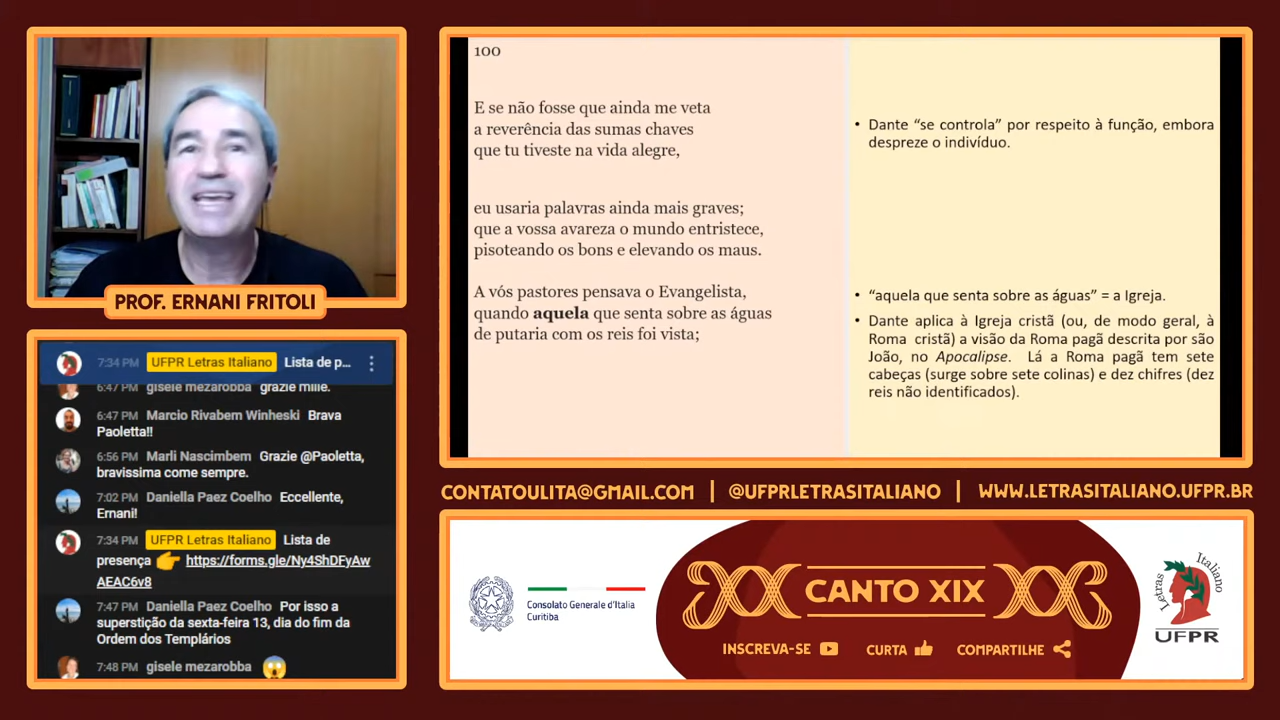 PROF. ERNANI FRITOLI
7:34 PM UFPR Letras Italiano Lista de p...
6:47 PM gisele mezarobba grazie mille.
6:47 PM Marcio Rivabem Winheski Brava
Paoletta!!
6:56 PM Marli Nascimbem Grazie @Paoletta,
bravissima come sempre.
7:02 PM Daniella Paez Coelho Eccellente,
Ernani!
7:34 PM UFPR Letras Italiano Lista de
presença 👉 https://forms.gle/Ny4ShDFyAw
AEAC6v8
7:47 PM Daniella Paez Coelho Por isso a
superstição da sexta-feira 13, dia do fim da
Ordem dos Templários
7:48 PM gisele mezarobba 😱
100
E se não fosse que ainda me veta
a reverência das sumas chaves
que tu tiveste na vida alegre,
eu usaria palavras ainda mais graves;
que a vossa avareza o mundo entristece,
pisoteando os bons e elevando os maus.
A vós pastores pensava o Evangelista,
quando aquela que senta sobre as águas
de putaria com os reis foi vista;
• Dante “se controla” por respeito à função, embora
despreze o indivíduo.
• “aquela que senta sobre as águas” = a Igreja.
• Dante aplica à Igreja cristã (ou, de modo geral, à
Roma cristã) a visão da Roma pagã descrita por são
João, no Apocalipse. Lá a Roma pagã tem sete
cabeças (surge sobre sete colinas) e dez chifres (dez
reis não identificados).
CONTATOULITA@GMAIL.COM | @UFPRLETRASITALIANO | WWW.LETRASITALIANO.UFPR.BR
Consolato Generale d'Italia
Curitiba
CANTO XIX
INSCREVA-SE CURTA COMPARTILHE
Letras Italiano
UFPR